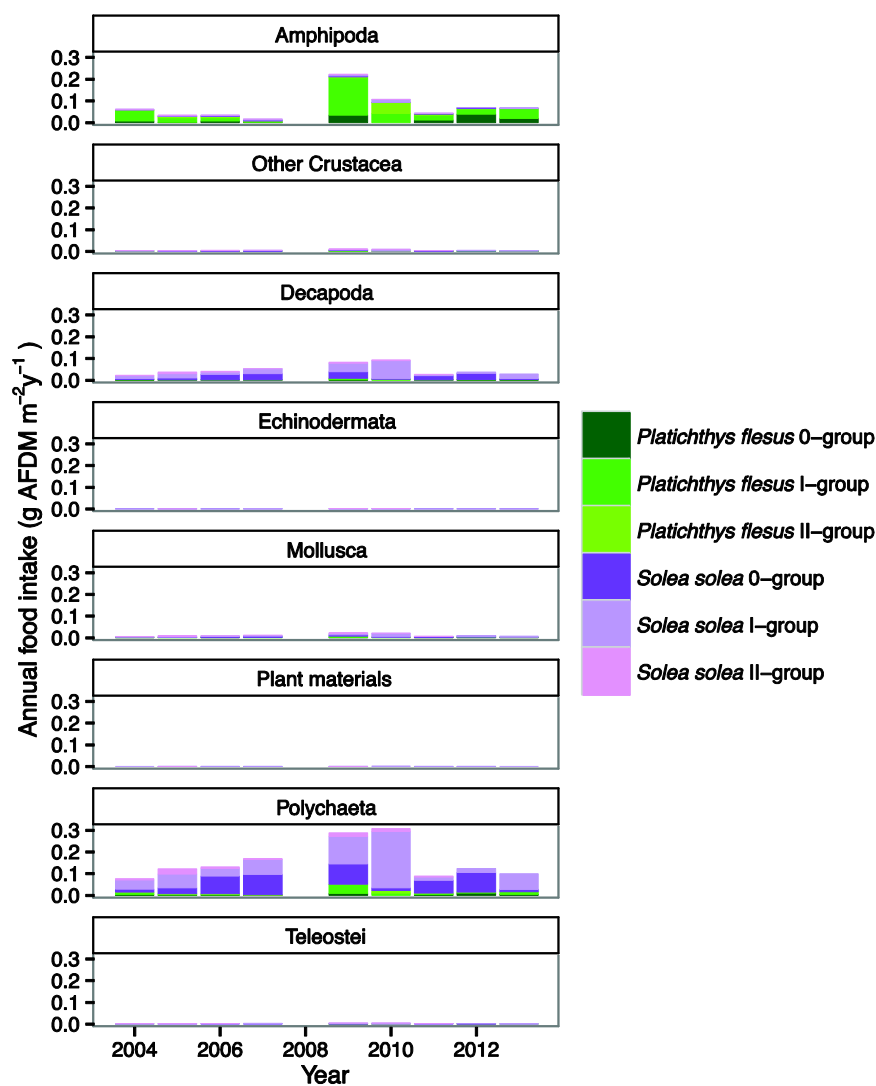 Amphipoda
0.3
0.2
0.1
0.0
Other Crustacea
0.3
0.2
0.1
0.0
Decapoda
0.3
0.2
0.1
0.0
Echinodermata
0.3
0.2
0.1
0.0
Mollusca
0.3
0.2
0.1
0.0
Plant materials
0.3
0.2
0.1
0.0
Polychaeta
0.3
0.2
0.1
0.0
Teleostei
0.3
0.2
0.1
0.0
2004 2006 2008 2010 2012
Year
Annual food intake (g AFDM m⁻²y⁻¹ )
Platichthys flesus 0−group
Platichthys flesus I−group
Platichthys flesus II−group
Solea solea 0−group
Solea solea I−group
Solea solea II−group